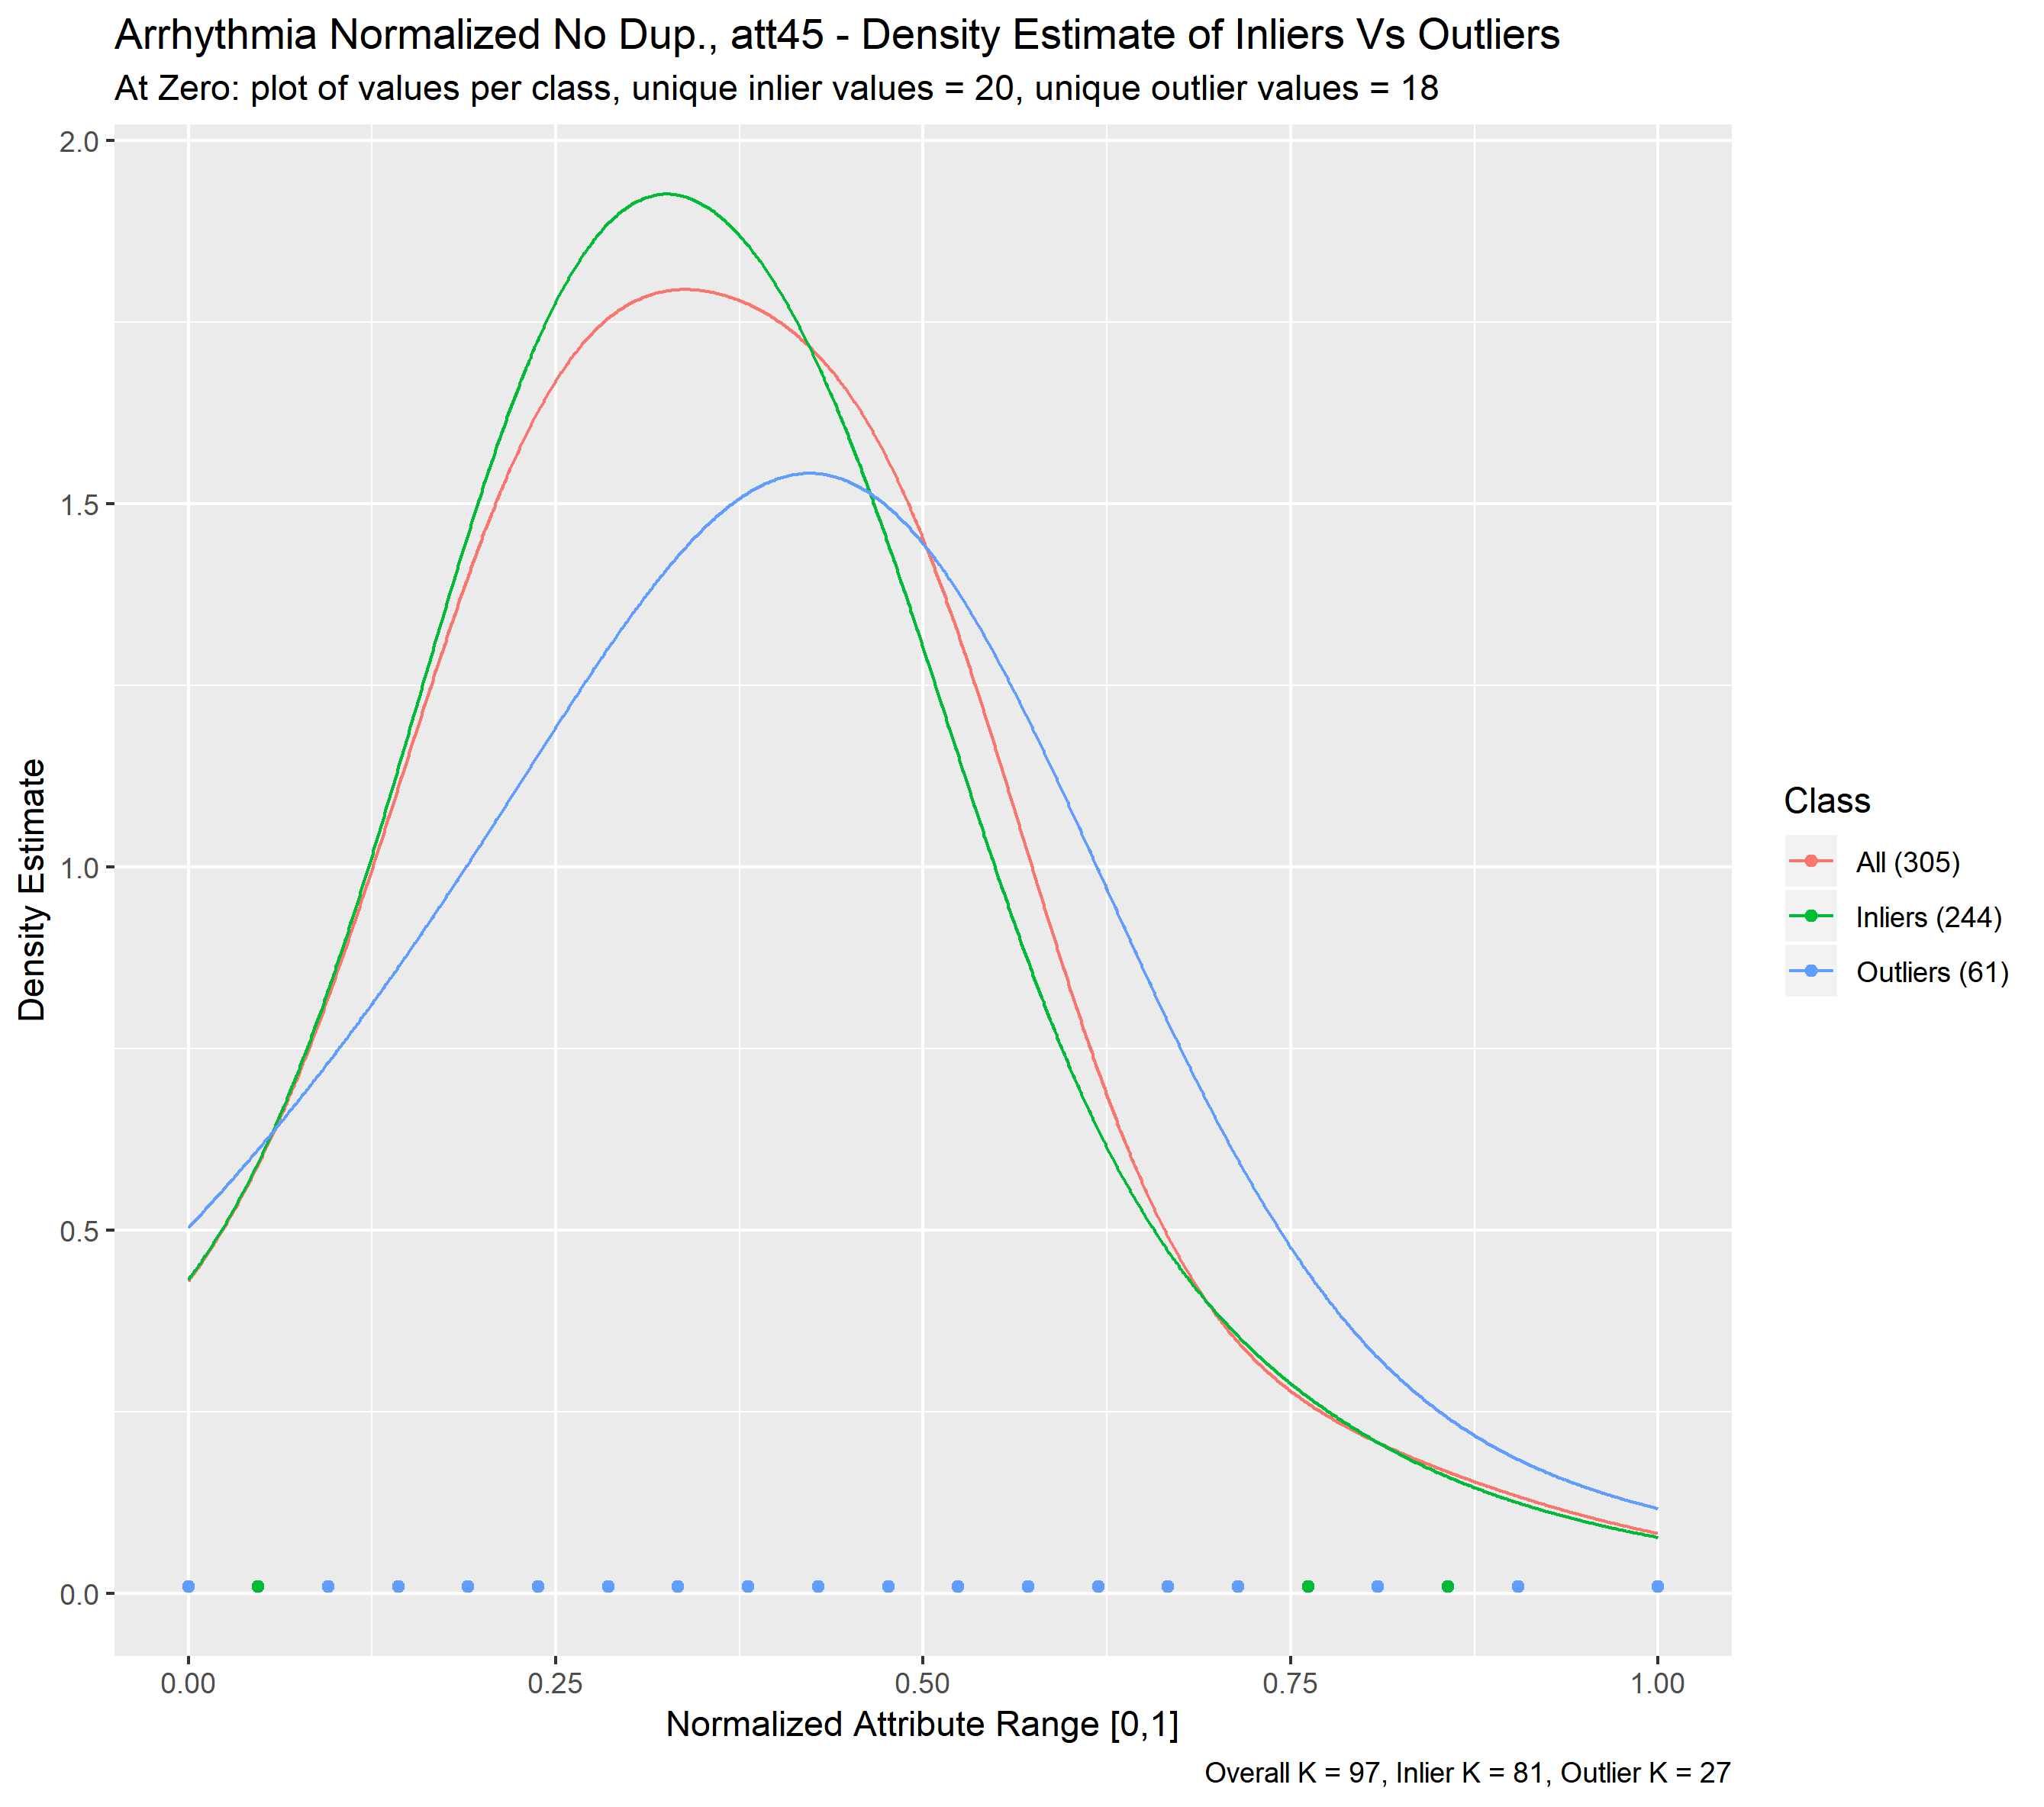 Arrhythmia Normalized No Dup., att45 - Density Estimate of Inliers Vs Outliers
At Zero: plot of values per class, unique inlier values = 20, unique outlier values = 18
2.0
1.5
1.0
0.5
0.0
Density Estimate
0.00 0.25 0.50 0.75 1.00
Normalized Attribute Range [0,1]
Class
All (305)
Inliers (244)
Outliers (61)
Overall K = 97, Inlier K = 81, Outlier K = 27